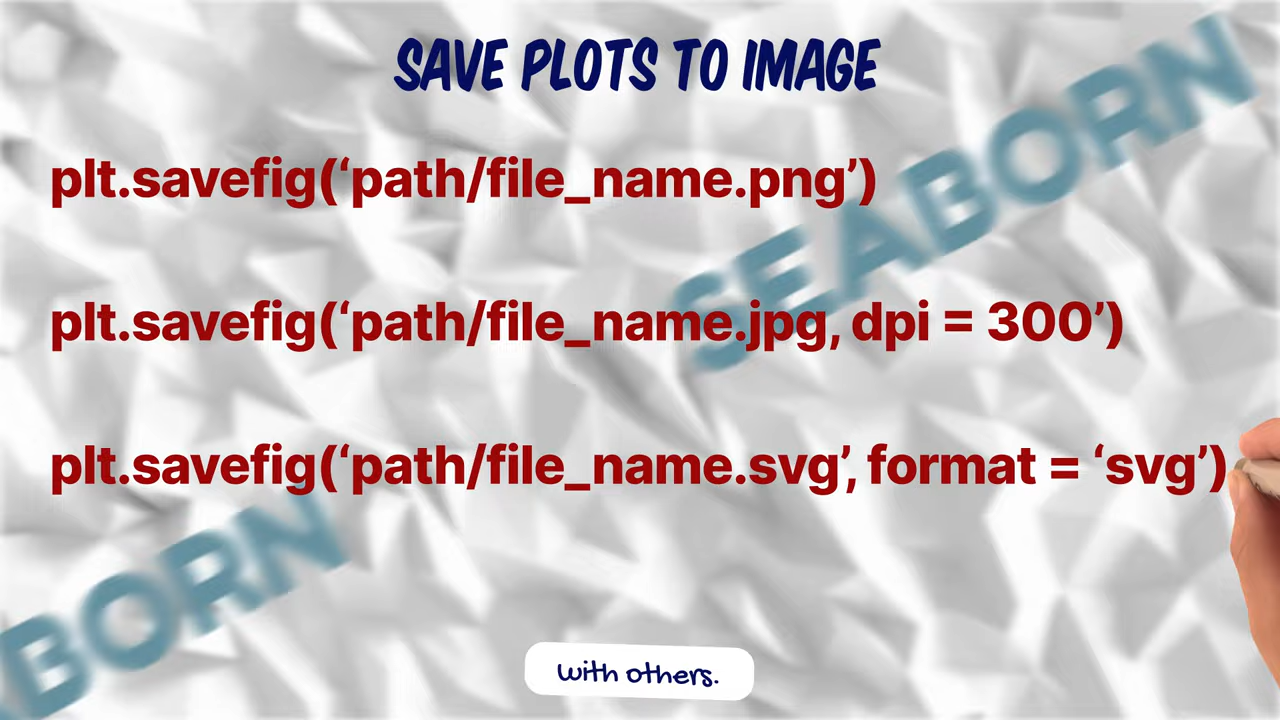 SAVE PLOTS TO IMAGE
SEABORN
plt.savefig(‘path/file_name.png’)
plt.savefig(‘path/file_name.jpg, dpi = 300’)
plt.savefig(‘path/file_name.svg’, format = ‘svg’)
BORN
with others.